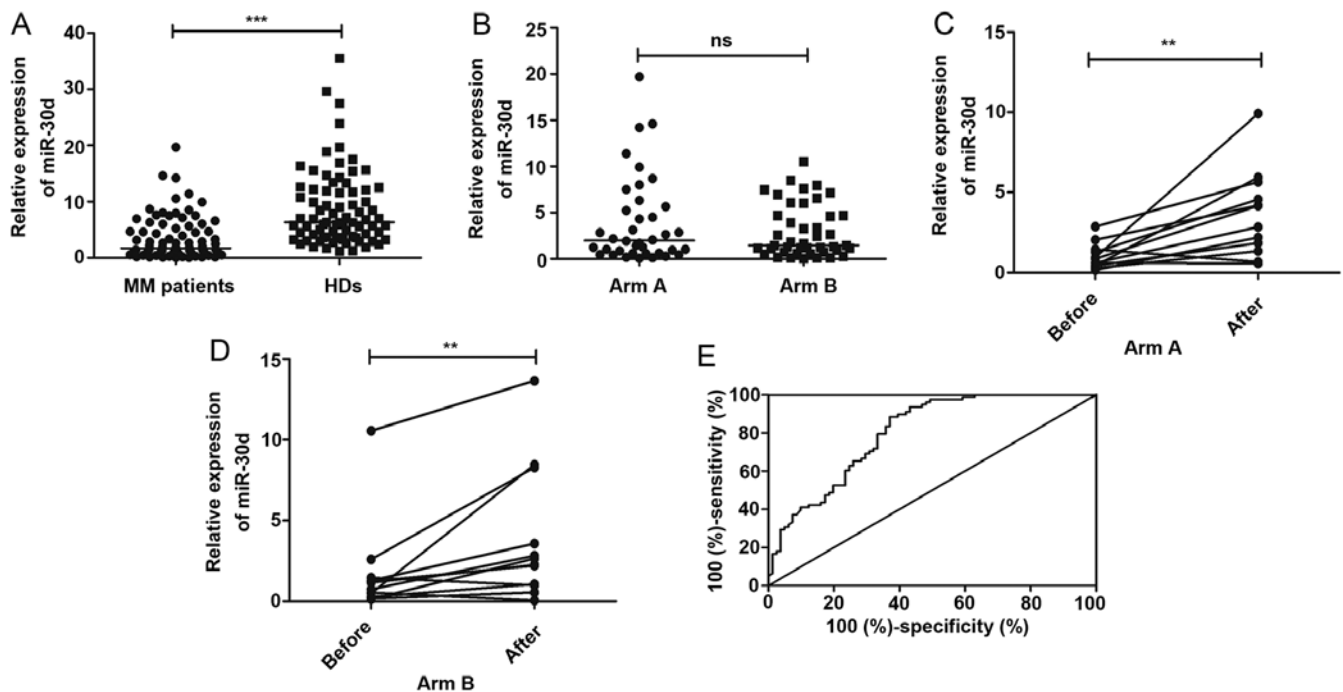 A
***
40
30
20
10
0
Relative expression
of miR-30d
MM patients
HDs
B
ns
25
20
15
10
5
0
Relative expression
of miR-30d
Arm A
Arm B
C
**
15
10
5
0
Relative expression
of miR-30d
Before
After
Arm A
D
**
15
10
5
0
Relative expression
of miR-30d
Before
After
Arm B
E
100
80
60
40
20
0
100 (%)-sensitivity (%)
0
20
40
60
80
100
100 (%)-specificity (%)